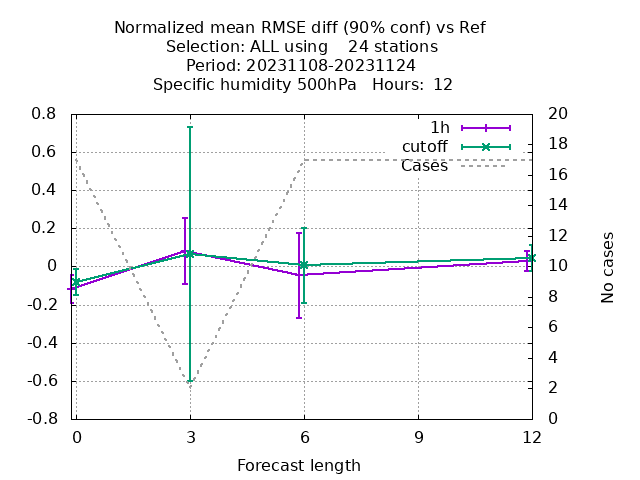 Normalized mean RMSE diff (90% conf) vs Ref
Selection: ALL using    24 stations
Period: 20231108-20231124
Specific humidity 500hPa   Hours:  12
0.8
0.6
0.4
0.2
0
-0.2
-0.4
-0.6
-0.8
1h
cutoff
Cases
20
18
16
14
12
10
8
6
4
2
0
No cases
0 3 6 9 12
Forecast length